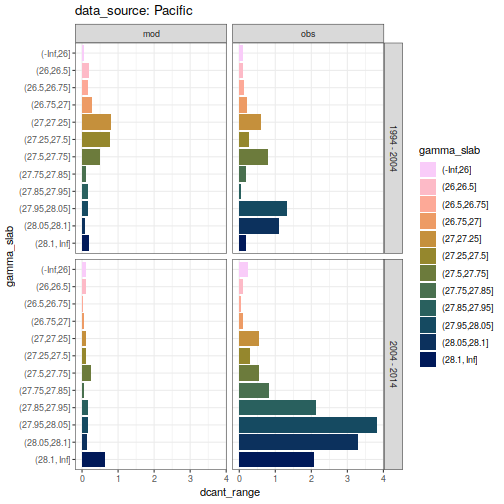 data_source: Pacific
mod
obs
(-Inf,26]
(26,26.5]
(26.5,26.75]
(26.75,27]
(27,27.25]
(27.25,27.5]
(27.5,27.75]
(27.75,27.85]
(27.85,27.95]
(27.95,28.05]
(28.05,28.1]
(28.1, Inf]
1994 - 2004
(-Inf,26]
(26,26.5]
(26.5,26.75]
(26.75,27]
(27,27.25]
(27.25,27.5]
(27.5,27.75]
(27.75,27.85]
(27.85,27.95]
(27.95,28.05]
(28.05,28.1]
(28.1, Inf]
2004 - 2014
0 1 2 3 4 0 1 2 3 4
dcant_range
gamma_slab
gamma_slab
(-Inf,26]
(26,26.5]
(26.5,26.75]
(26.75,27]
(27,27.25]
(27.25,27.5]
(27.5,27.75]
(27.75,27.85]
(27.85,27.95]
(27.95,28.05]
(28.05,28.1]
(28.1, Inf]